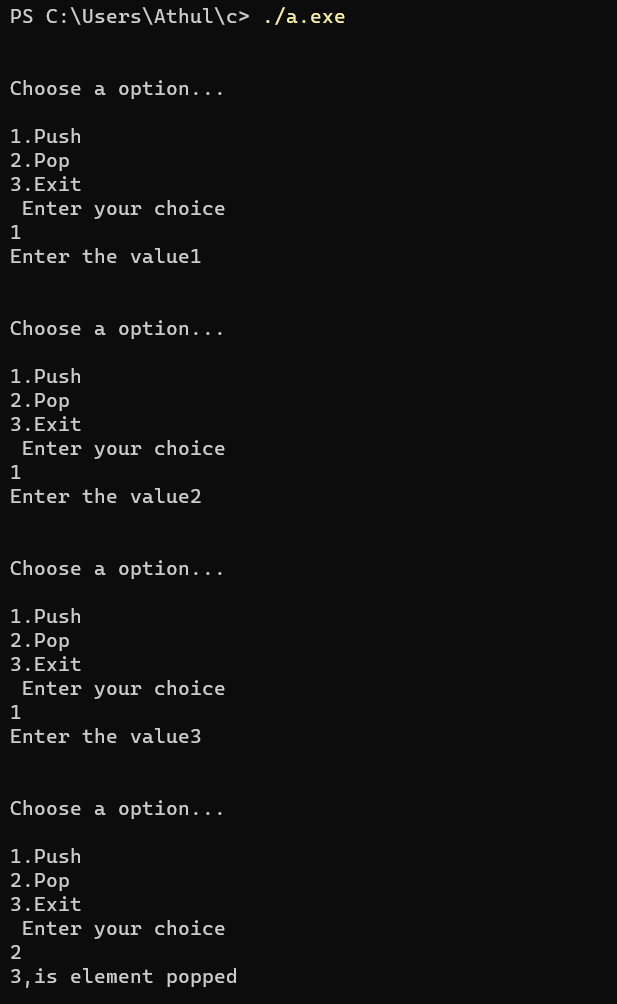 PS C:\Users\Athul\c> ./a.exe
Choose a option...
1.Push
2.Pop
3.Exit
 Enter your choice
1
Enter the value1
Choose a option...
1.Push
2.Pop
3.Exit
 Enter your choice
1
Enter the value2
Choose a option...
1.Push
2.Pop
3.Exit
 Enter your choice
1
Enter the value3
Choose a option...
1.Push
2.Pop
3.Exit
 Enter your choice
2
3,is element popped